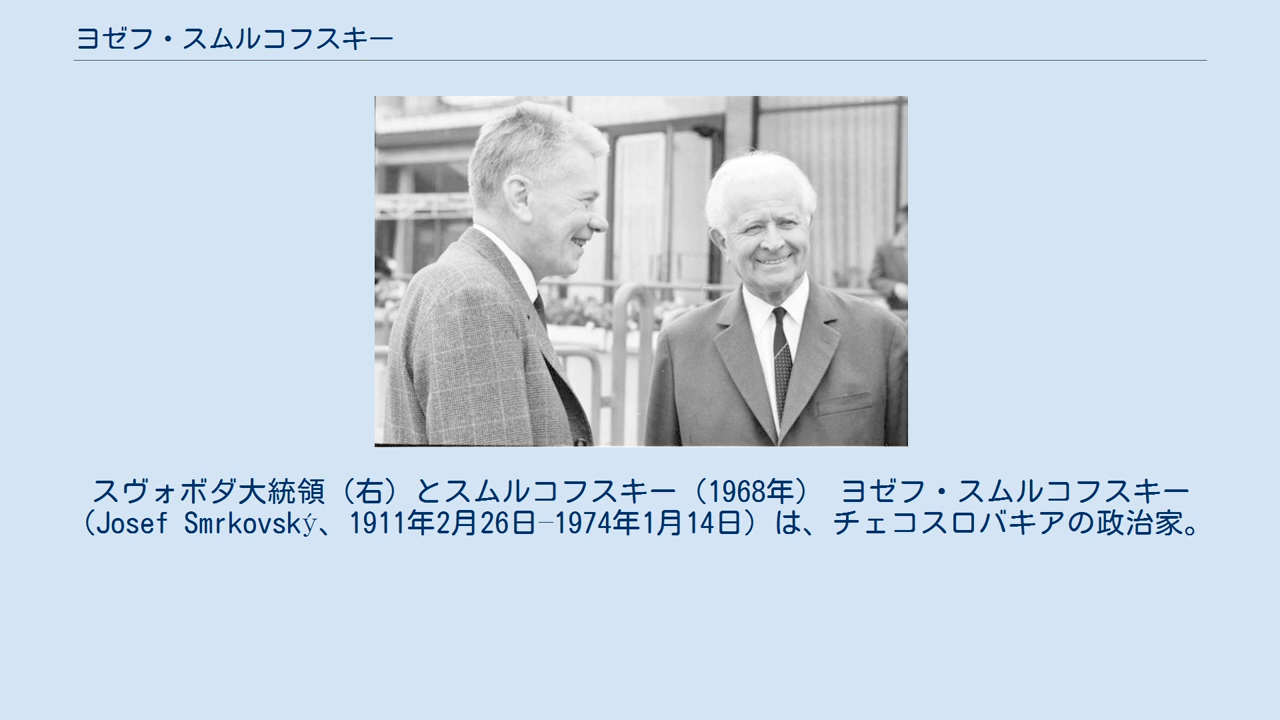 ヨゼフ・スムルコフスキー
スヴォボダ大統領（右）とスムルコフスキー（1968年）　ヨゼフ・スムルコフスキー
（Josef Smrkovský、1911年2月26日–1974年1月14日）は、チェコスロバキアの政治家。